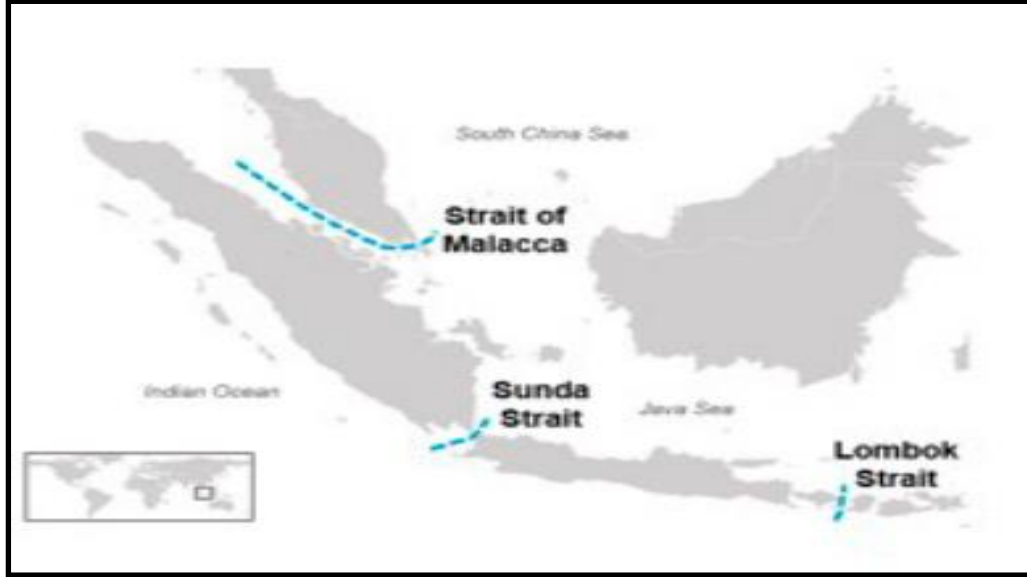 South China Sea
Strait of
Malacca
Indian Ocean
Sunda
Strait
Java Sea
Lombok
Strait